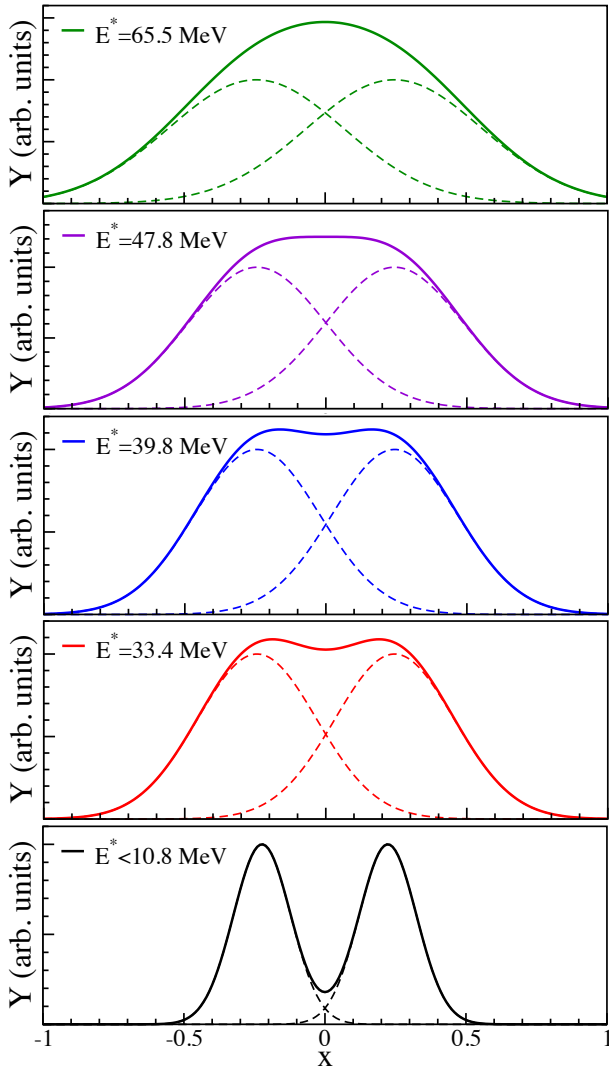 E*=65.5 MeV
Y (arb. units)
E*=47.8 MeV
Y (arb. units)
E*=39.8 MeV
Y (arb. units)
E*=33.4 MeV
Y (arb. units)
E*<10.8 MeV
Y (arb. units)
-1 -0.5 0 0.5 1
x